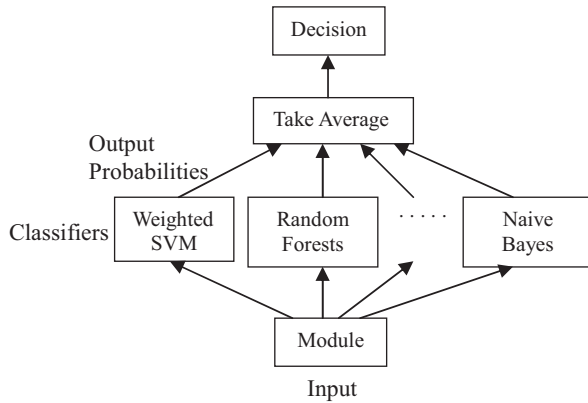 Decision
Take Average
Output
Probabilities
Classifiers
Weighted
SVM
Random
Forests
. . . . .
Naive
Bayes
Module
Input